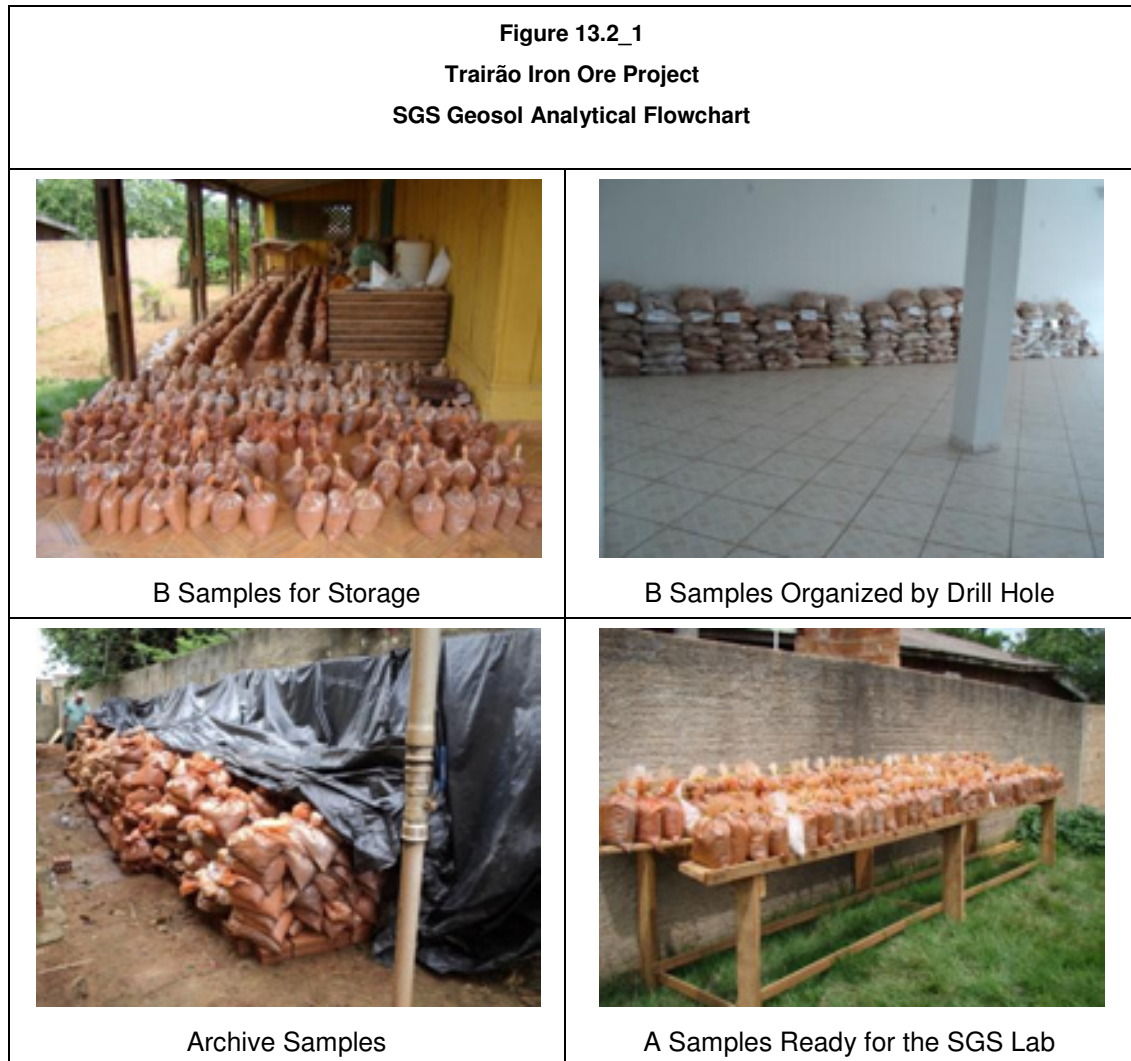 Figure 13.2_1
Trairão Iron Ore Project
SGS Geosol Analytical Flowchart
B Samples for Storage
B Samples Organized by Drill Hole
Archive Samples
A Samples Ready for the SGS Lab